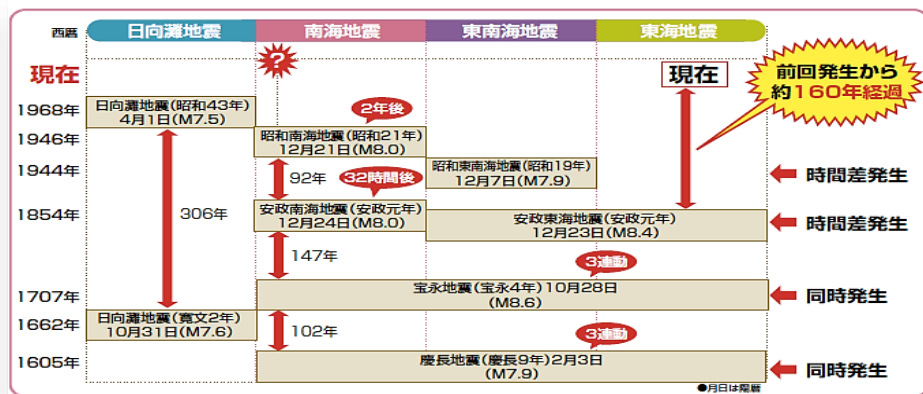 西暦 日向灘地震 南海地震 東南海地震 東海地震
現在
?
現在
前回発生から
約160年経過
1968年
日向灘地震(昭和43年)
4月1日(M7.5)
2年後
1946年
昭和南海地震(昭和21年)
12月21日(M8.0)
1944年
昭和東南海地震(昭和19年)
12月7日(M7.9)
時間差発生
92年
32時間後
306年
1854年
安政南海地震(安政元年)
12月24日(M8.0)
安政東海地震(安政元年)
12月23日(M8.4)
時間差発生
147年
3連動
1707年
宝永地震(宝永4年)10月28日
(M8.6)
同時発生
1662年
日向灘地震(寛文2年)
10月31日(M7.6)
102年
3連動
1605年
慶長地震(慶長9年)2月3日
(M7.9)
同時発生
●月日は陽暦